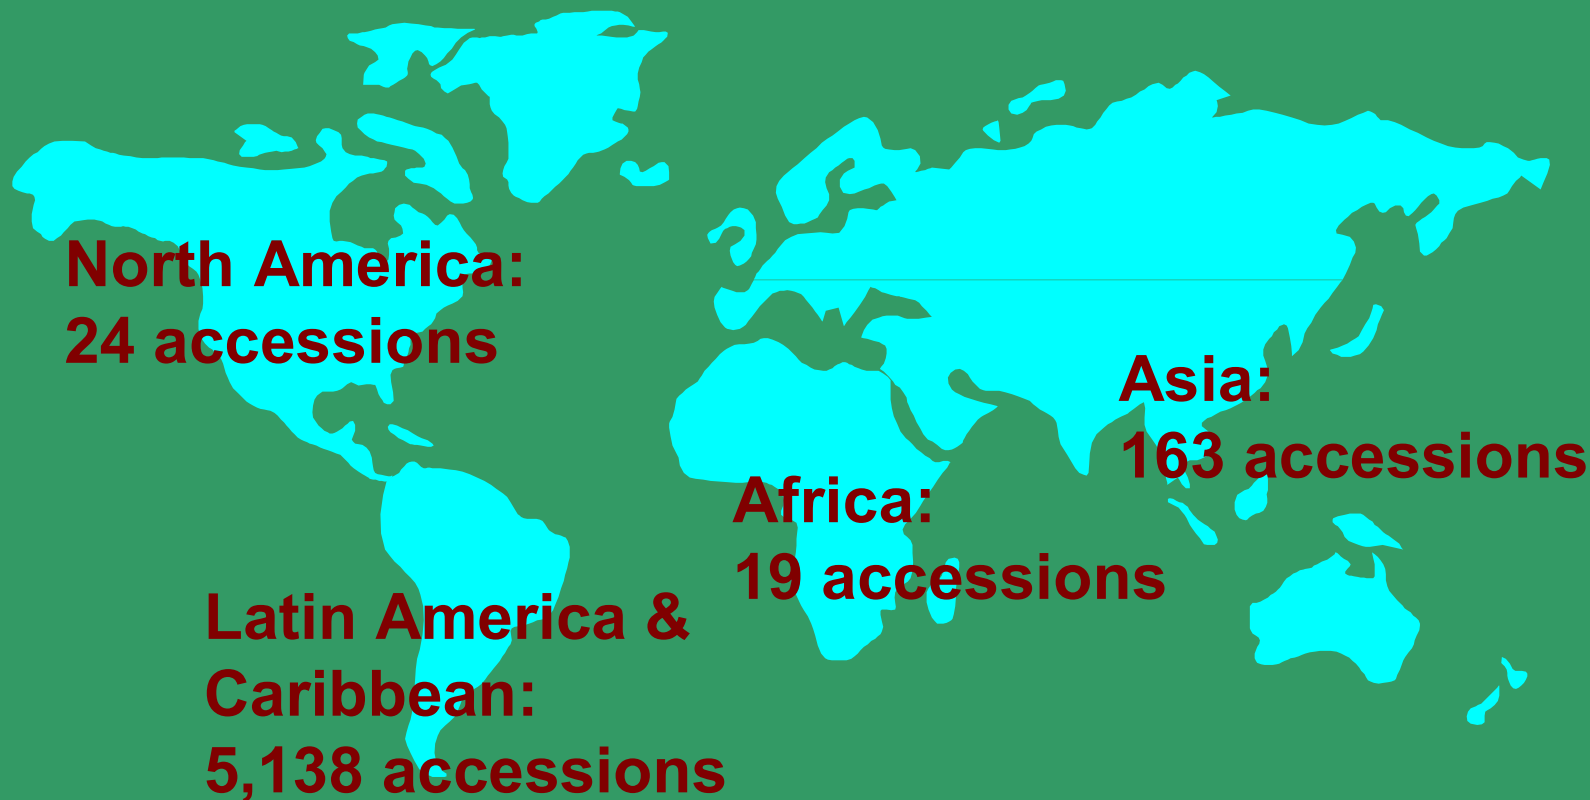 North America:
24 accessions
Asia:
163 accessions
Africa:
19 accessions
Latin America &
Caribbean:
5,138 accessions